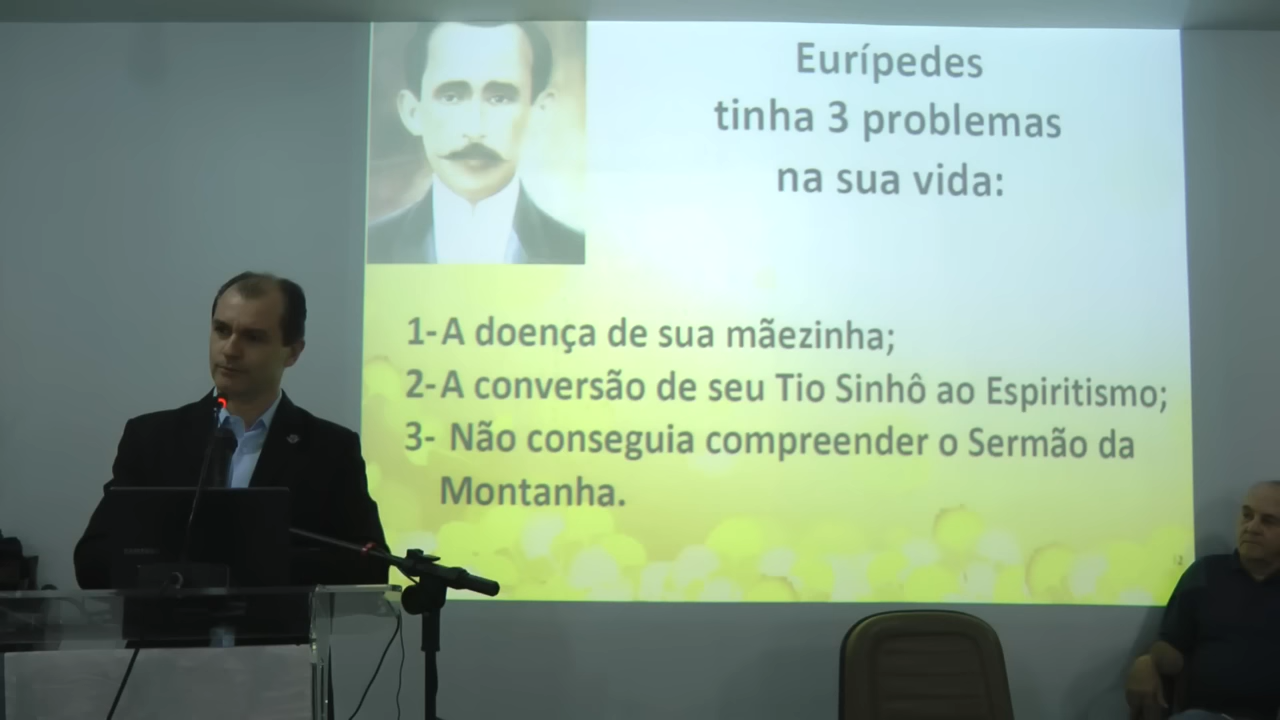 Eurípedes
tinha 3 problemas
na sua vida:
1-A doença de sua mãezinha;
2-A conversão de seu Tio Sinhô ao Espiritismo;
3- Não conseguia compreender o Sermão da
Montanha.